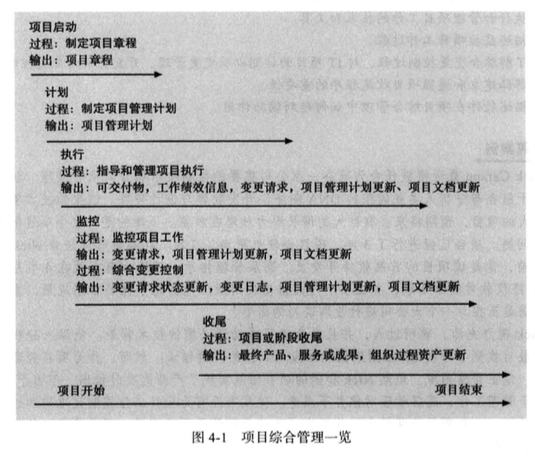 项目启动
过程：制定项目章程
输出：项目章程
计划
过程：制定项目管理计划
输出：项目管理计划
执行
过程：指导和管理项目执行
输出：可交付物，工作绩效信息，变更请求，项目管理计划更新、项目文档更新
监控
过程：监控项目工作
输出：变更请求，项目管理计划更新，项目文档更新
过程：综合变更控制
输出：变更请求状态更新，变更日志，项目管理计划更新，项目文档更新
收尾
过程：项目或阶段收尾
输出：最终产品、服务或成果，组织过程资产更新
项目开始
项目结束
图 4-1 项目综合管理一览